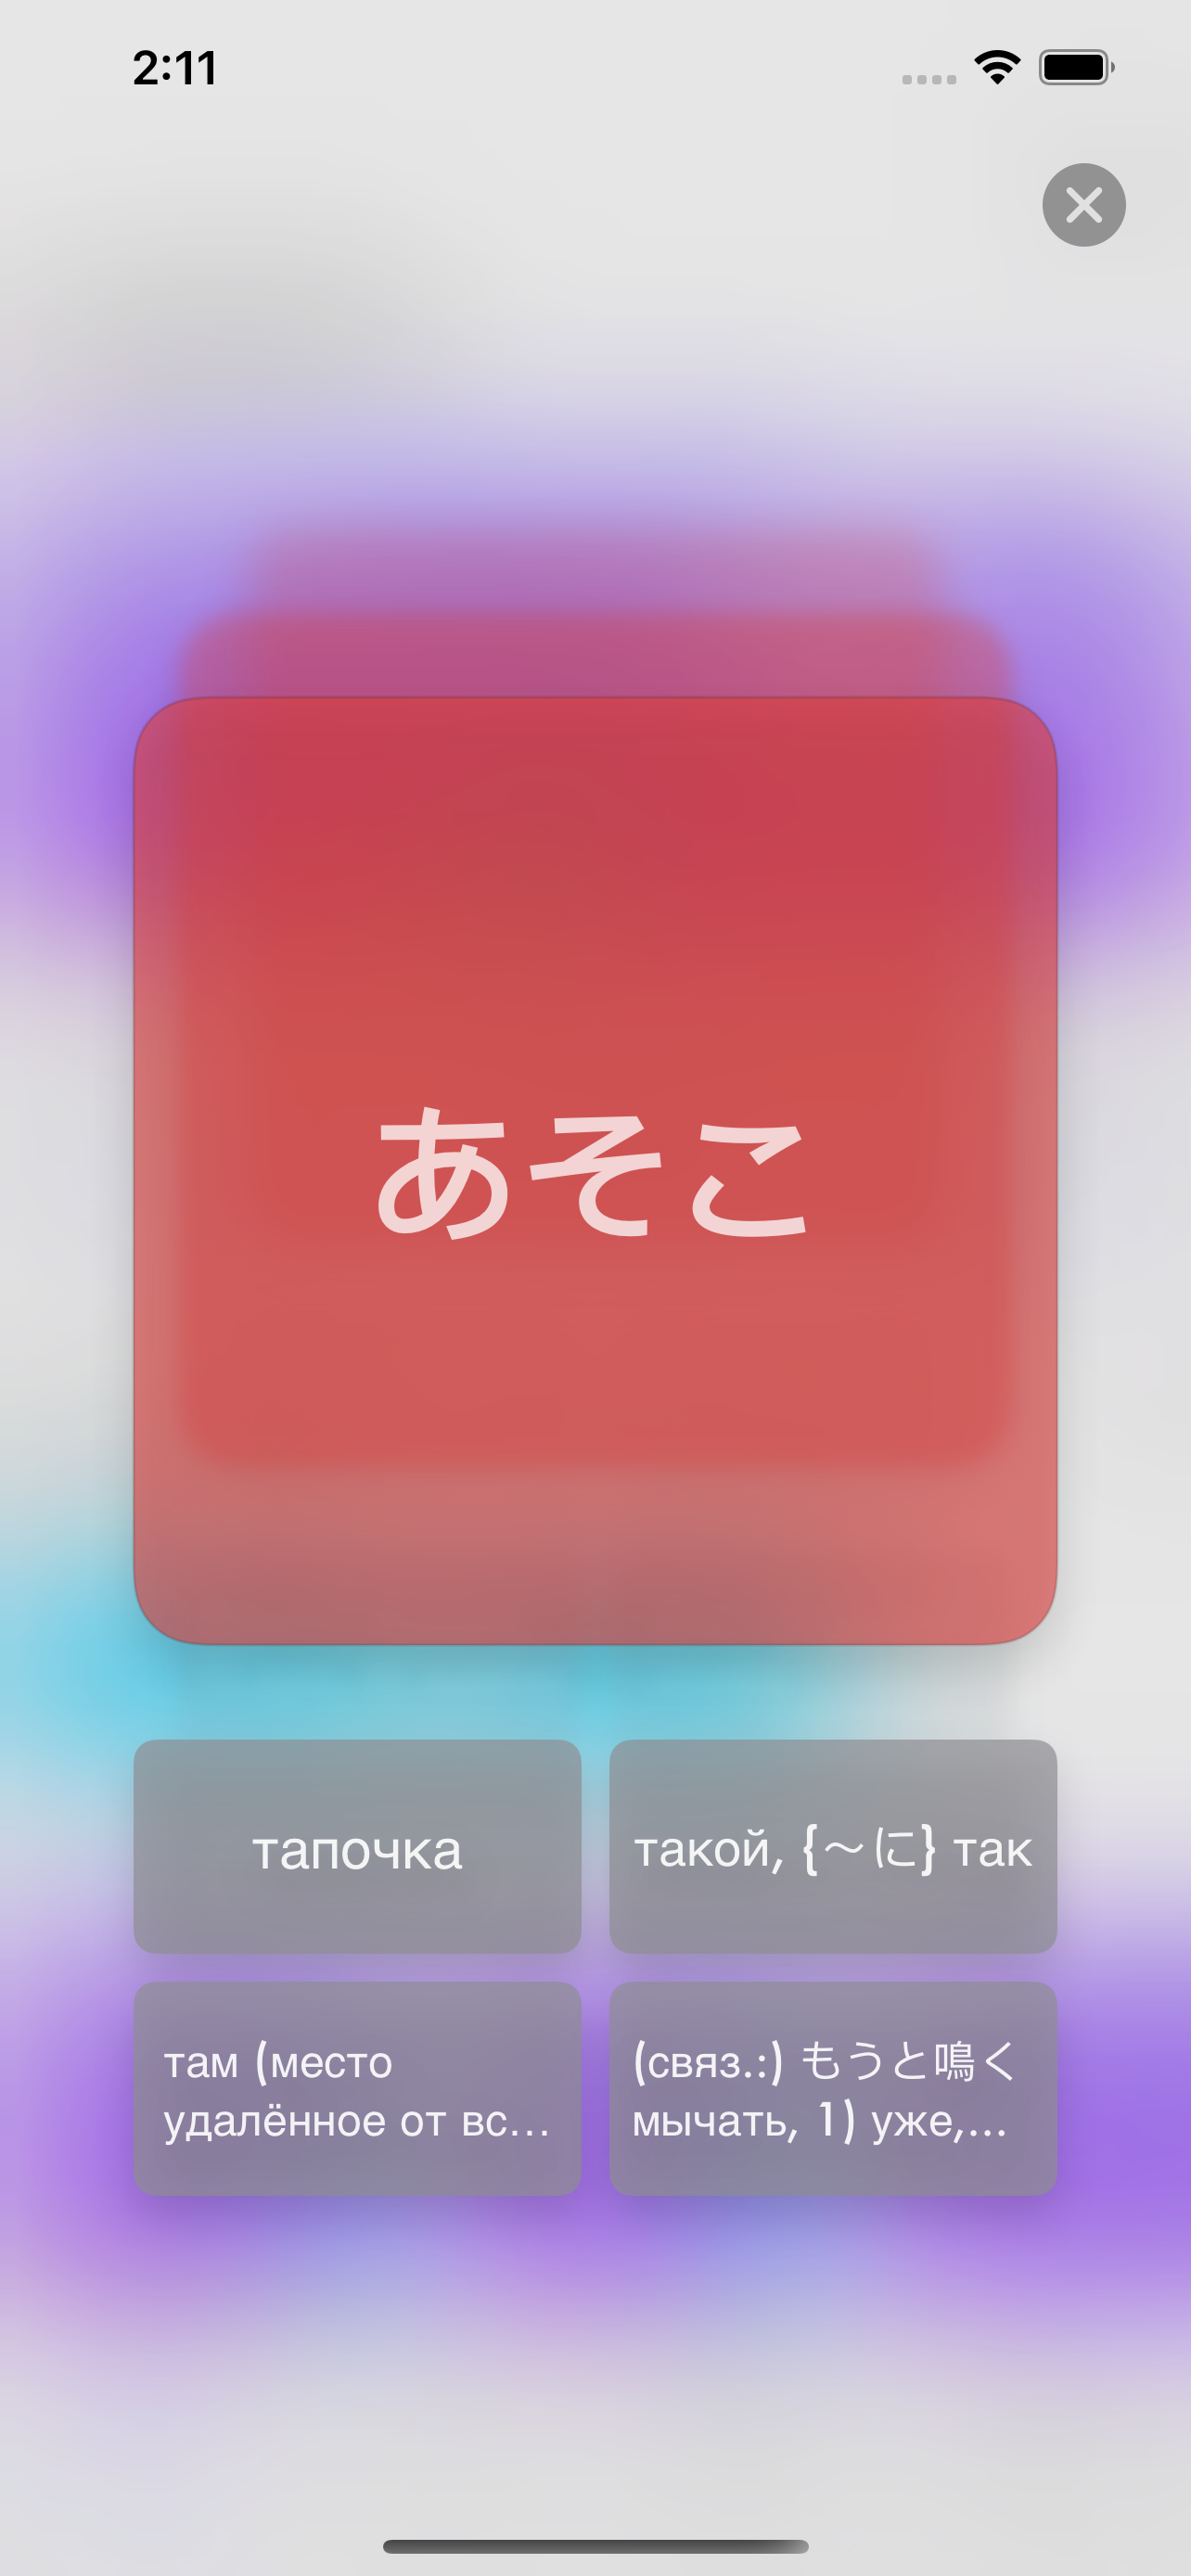 2:11
あそこ
тапочка
такой, {〜に} так
там (место
удалённое от вс...
(связ.:) もうと鳴く
мычать, 1) уже,...